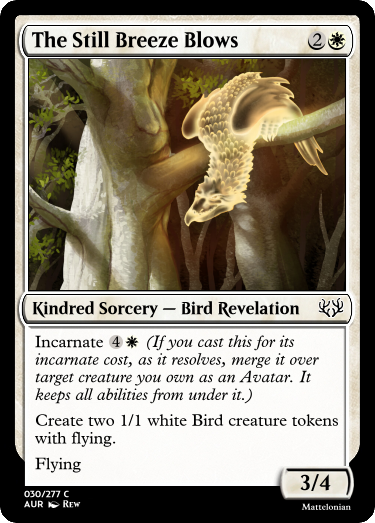 The Still Breeze Blows 2
Kindred Sorcery — Bird Revelation
Incarnate 4 (If you cast this for its
incarnate cost, as it resolves, merge it over
target creature you own as an Avatar. It
keeps all abilities from under it.)
Create two 1/1 white Bird creature tokens
with flying.
Flying
3/4
030/277 C
AUR Rew
Mattelonian